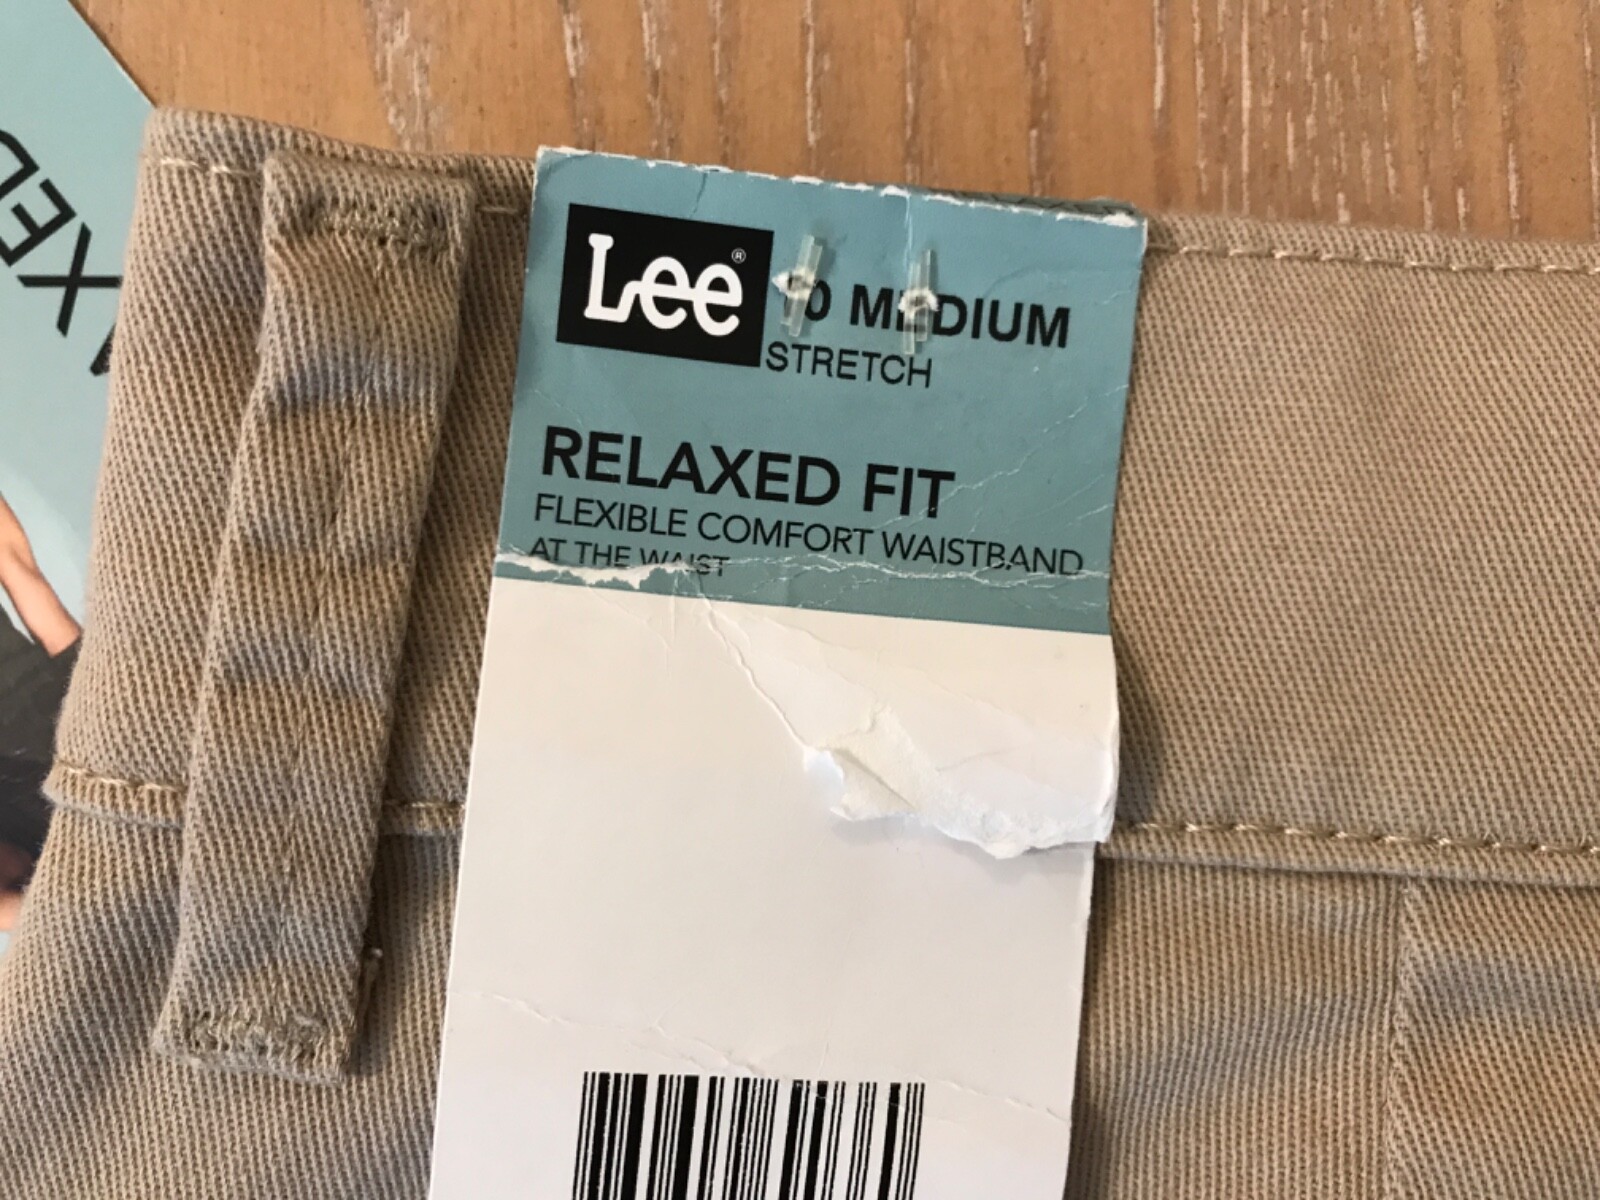 Lee®
MEDIUM
STRETCH
RELAXED FIT
FLEXIBLE COMFORT WAISTBAND
AT THE WAIST